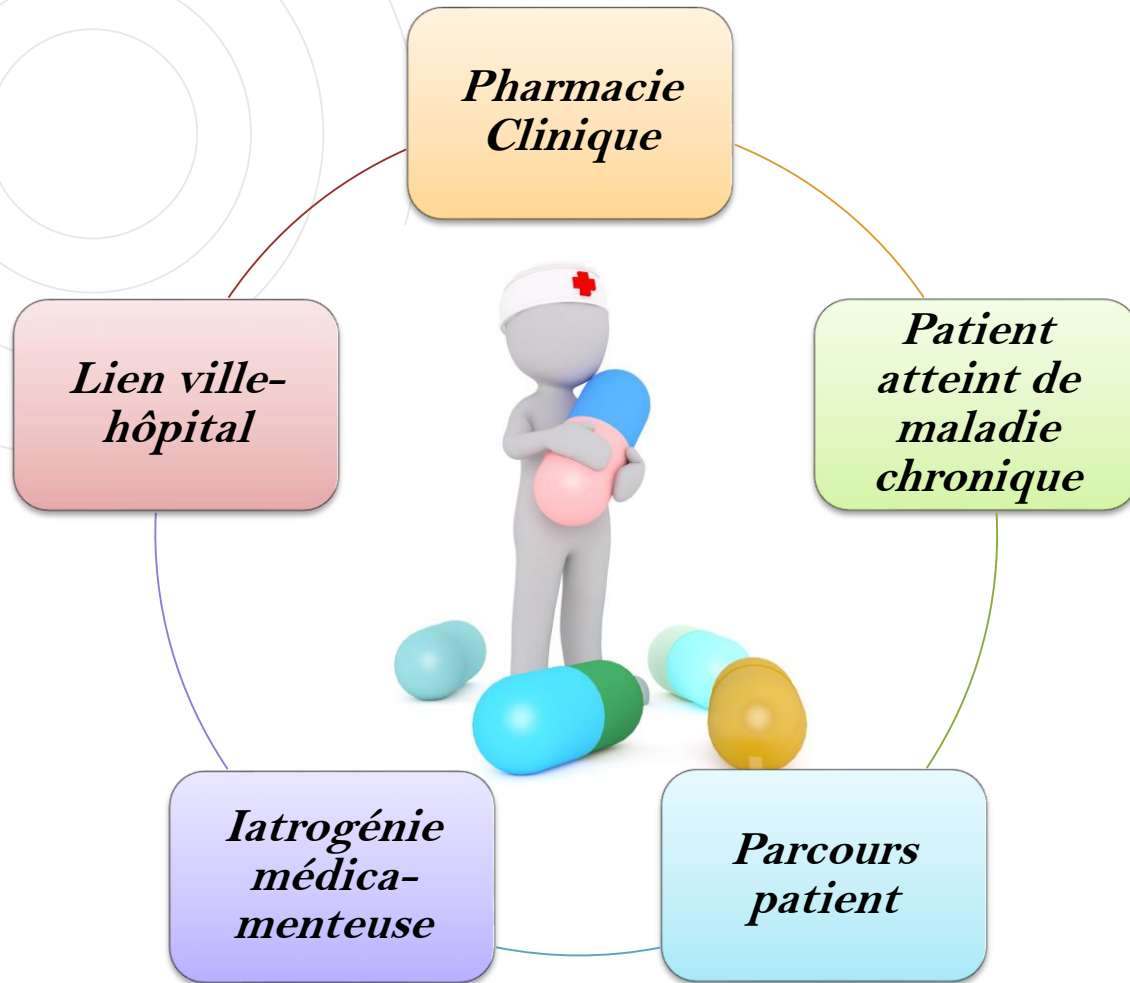 Pharmacie
Clinique
Lien ville-
hôpital
Patient
atteint de
maladie
chronique
Iatrogénie
médica-
menteuse
Parcours
patient